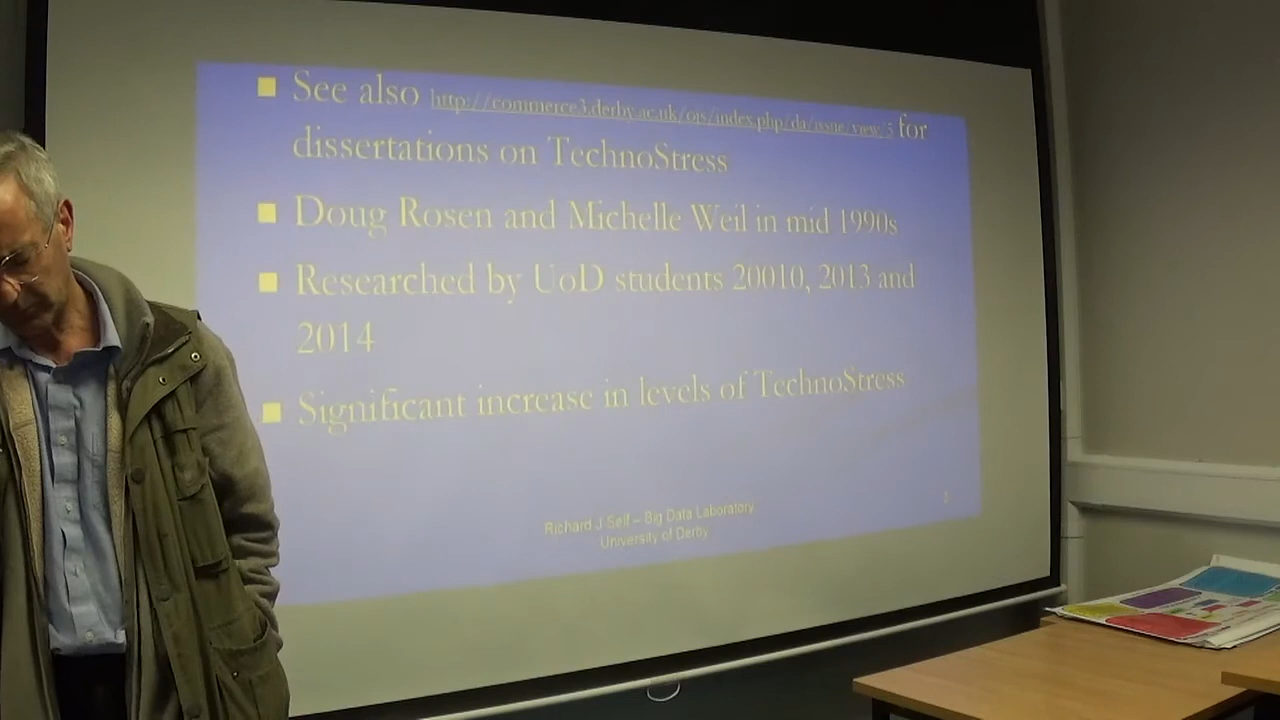 See also http://commerce3.derby.ac.uk/ojs/index.php/da/issue/view/5 for
dissertations on TechnoStress
Doug Rosen and Michelle Weil in mid 1990s
Researched by UoD students 20010, 2013 and
2014
Significant increase in levels of TechnoStress
Richard J Self – Big Data Laboratory
University of Derby